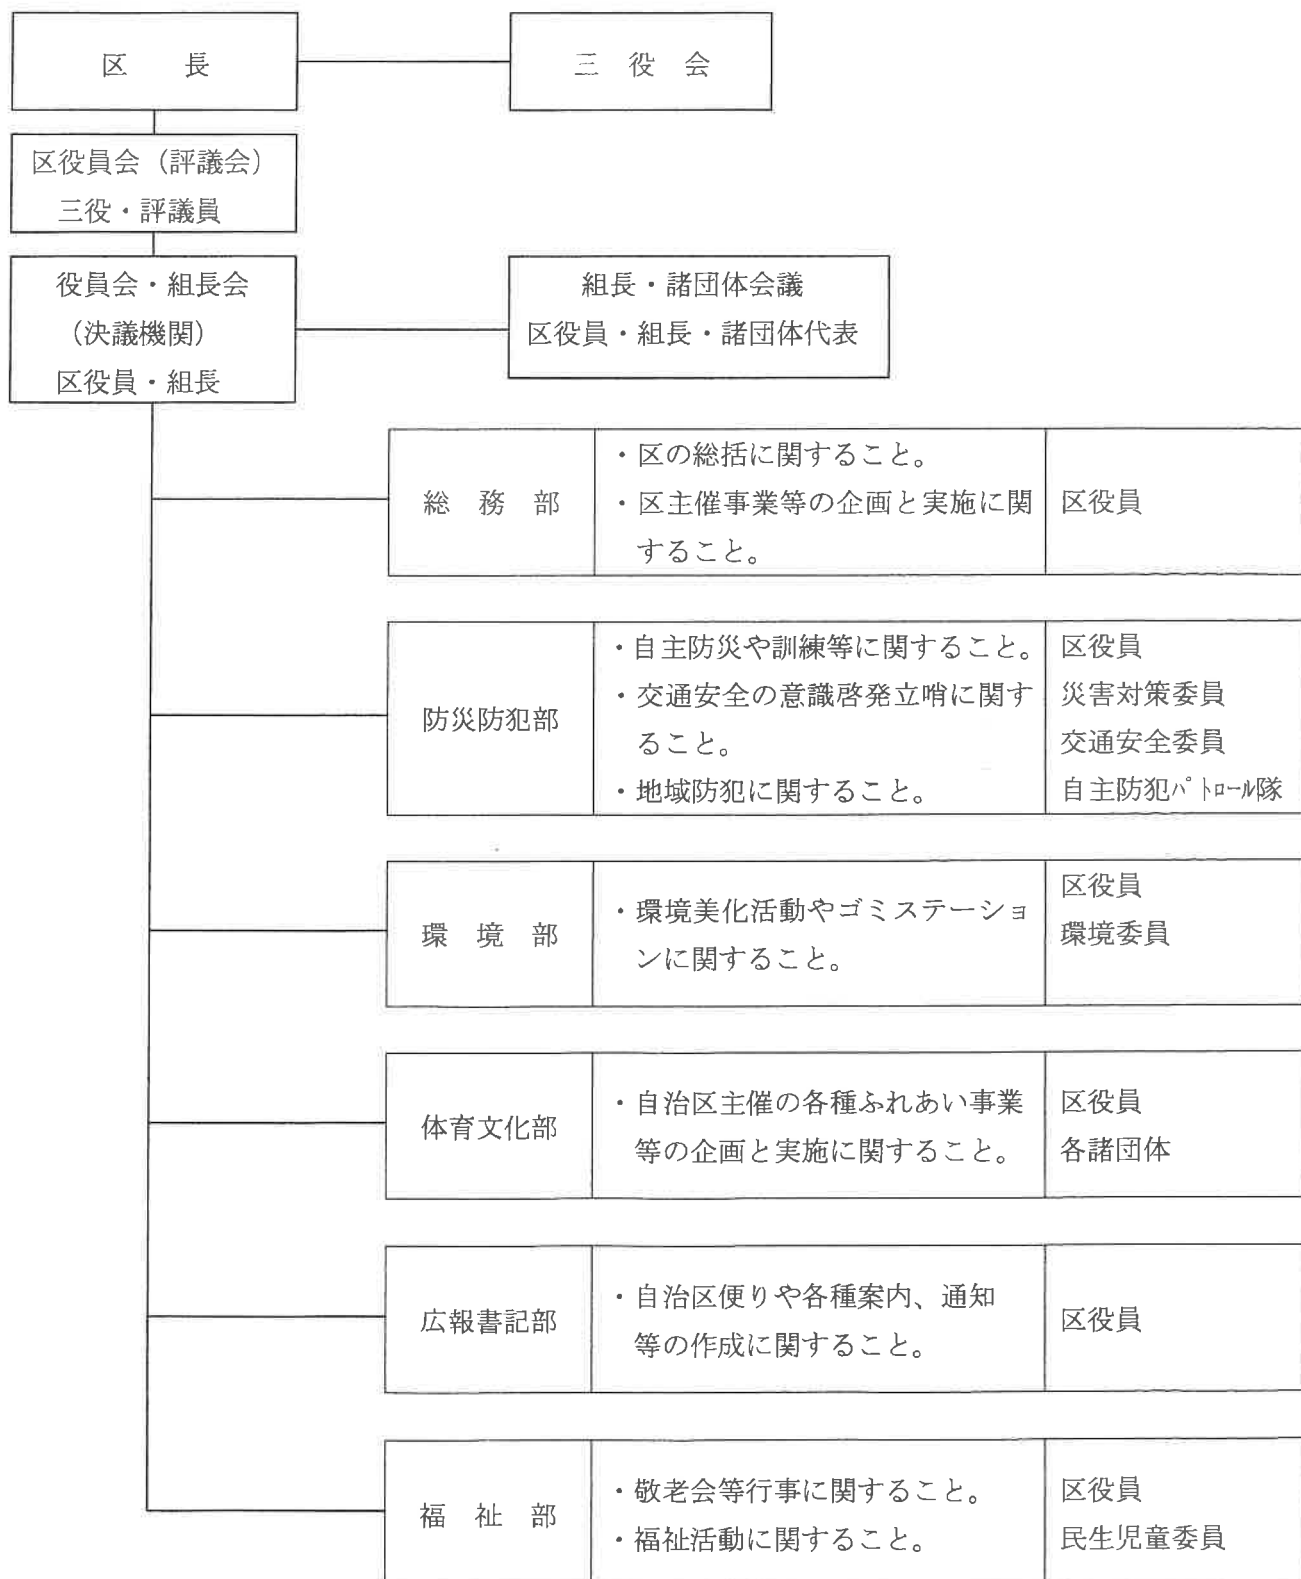 区　長
三　役　会
区役員会（評議会）
三役・評議員
役員会・組長会
（決議機関）
区役員・組長
組長・諸団体会議
区役員・組長・諸団体代表
総　務　部
・区の総括に関すること。
・区主催事業等の企画と実施に関
すること。
区役員
防災防犯部
・自主防災や訓練等に関すること。
・交通安全の意識啓発立哨に関す
ること。
・地域防犯に関すること。
区役員
災害対策委員
交通安全委員
自主防犯ﾊﾟﾄﾛｰﾙ隊
環　境　部
・環境美化活動やゴミステーショ
ンに関すること。
区役員
環境委員
体育文化部
・自治区主催の各種ふれあい事業
等の企画と実施に関すること。
区役員
各諸団体
広報書記部
・自治区便りや各種案内、通知
等の作成に関すること。
区役員
福　祉　部
・敬老会等行事に関すること。
・福祉活動に関すること。
区役員
民生児童委員